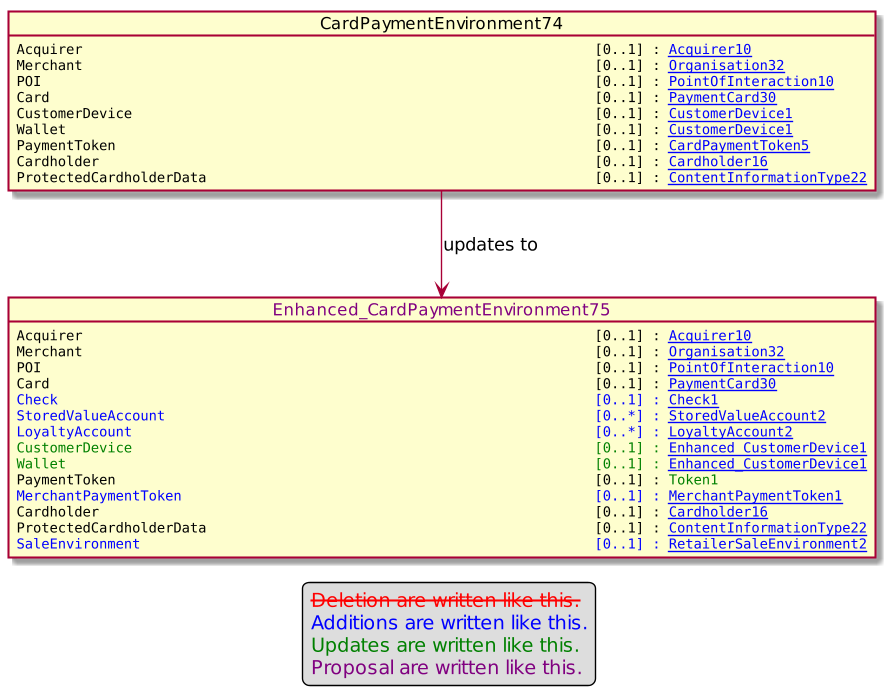 CardPaymentEnvironment74
Acquirer [0..1] : Acquirer10
Merchant [0..1] : Organisation32
POI [0..1] : PointOfInteraction10
Card [0..1] : PaymentCard30
CustomerDevice [0..1] : CustomerDevice1
Wallet [0..1] : CustomerDevice1
PaymentToken [0..1] : CardPaymentToken5
Cardholder [0..1] : Cardholder16
ProtectedCardholderData [0..1] : ContentInformationType22
updates to
Enhanced_CardPaymentEnvironment75
Acquirer [0..1] : Acquirer10
Merchant [0..1] : Organisation32
POI [0..1] : PointOfInteraction10
Card [0..1] : PaymentCard30
Check [0..1] : Check1
StoredValueAccount [0..*] : StoredValueAccount2
LoyaltyAccount [0..*] : LoyaltyAccount2
CustomerDevice [0..1] : Enhanced_CustomerDevice1
Wallet [0..1] : Enhanced_CustomerDevice1
PaymentToken [0..1] : Token1
MerchantPaymentToken [0..1] : MerchantPaymentToken1
Cardholder [0..1] : Cardholder16
ProtectedCardholderData [0..1] : ContentInformationType22
SaleEnvironment [0..1] : RetailerSaleEnvironment2
Deletion are written like this.
Additions are written like this.
Updates are written like this.
Proposal are written like this.